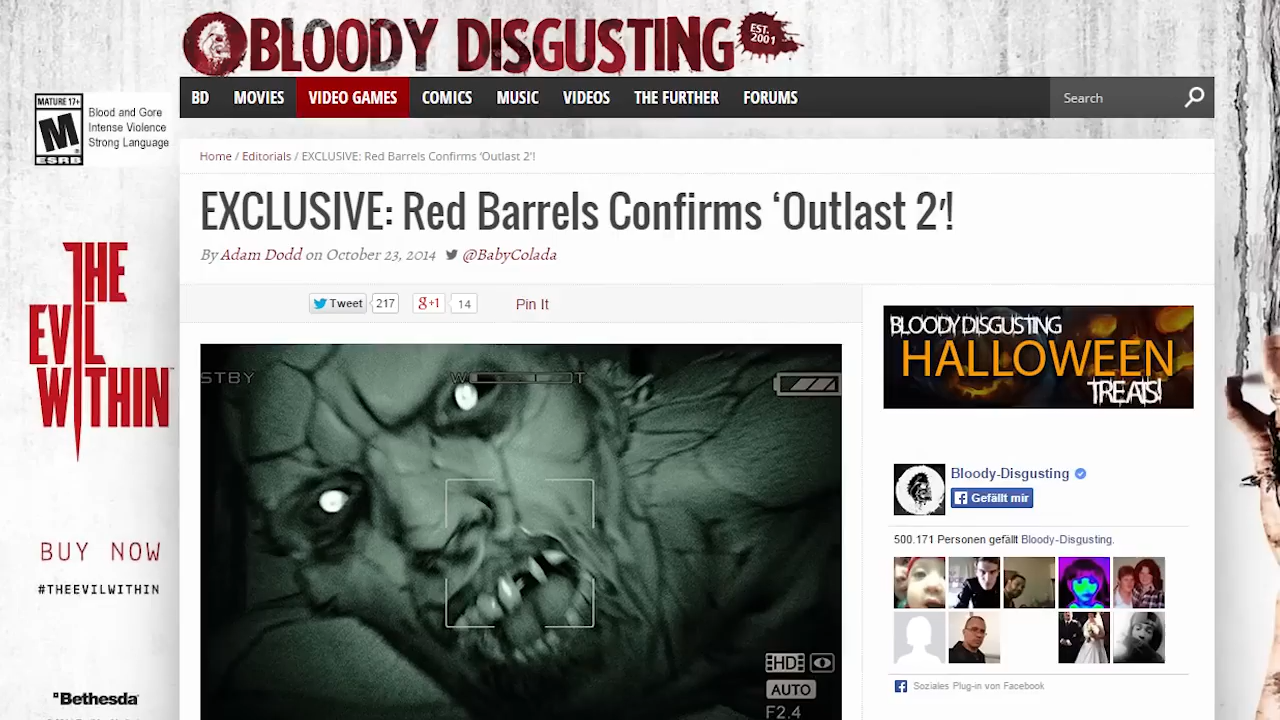 BLOODY DISGUSTING
EST.
2001
BD MOVIES VIDEO GAMES COMICS MUSIC VIDEOS THE FURTHER FORUMS Search
MATURE 17+
M
ESRB
Blood and Gore
Intense Violence
Strong Language
THE
EVIL
WITHIN
BUY NOW
#THEEVILWITHIN
Bethesda
Home / Editorials / EXCLUSIVE: Red Barrels Confirms ‘Outlast 2′!
EXCLUSIVE: Red Barrels Confirms ‘Outlast 2′!
By Adam Dodd on October 23, 2014 @BabyColada
Tweet 217 g+1 14 Pin It
STBY W T
HD
AUTO
F2.4
BLOODY DISGUSTING
HALLOWEEN
TREATS!
Bloody-Disgusting
Gefällt mir
500.171 Personen gefällt Bloody-Disgusting.
Soziales Plug-in von Facebook